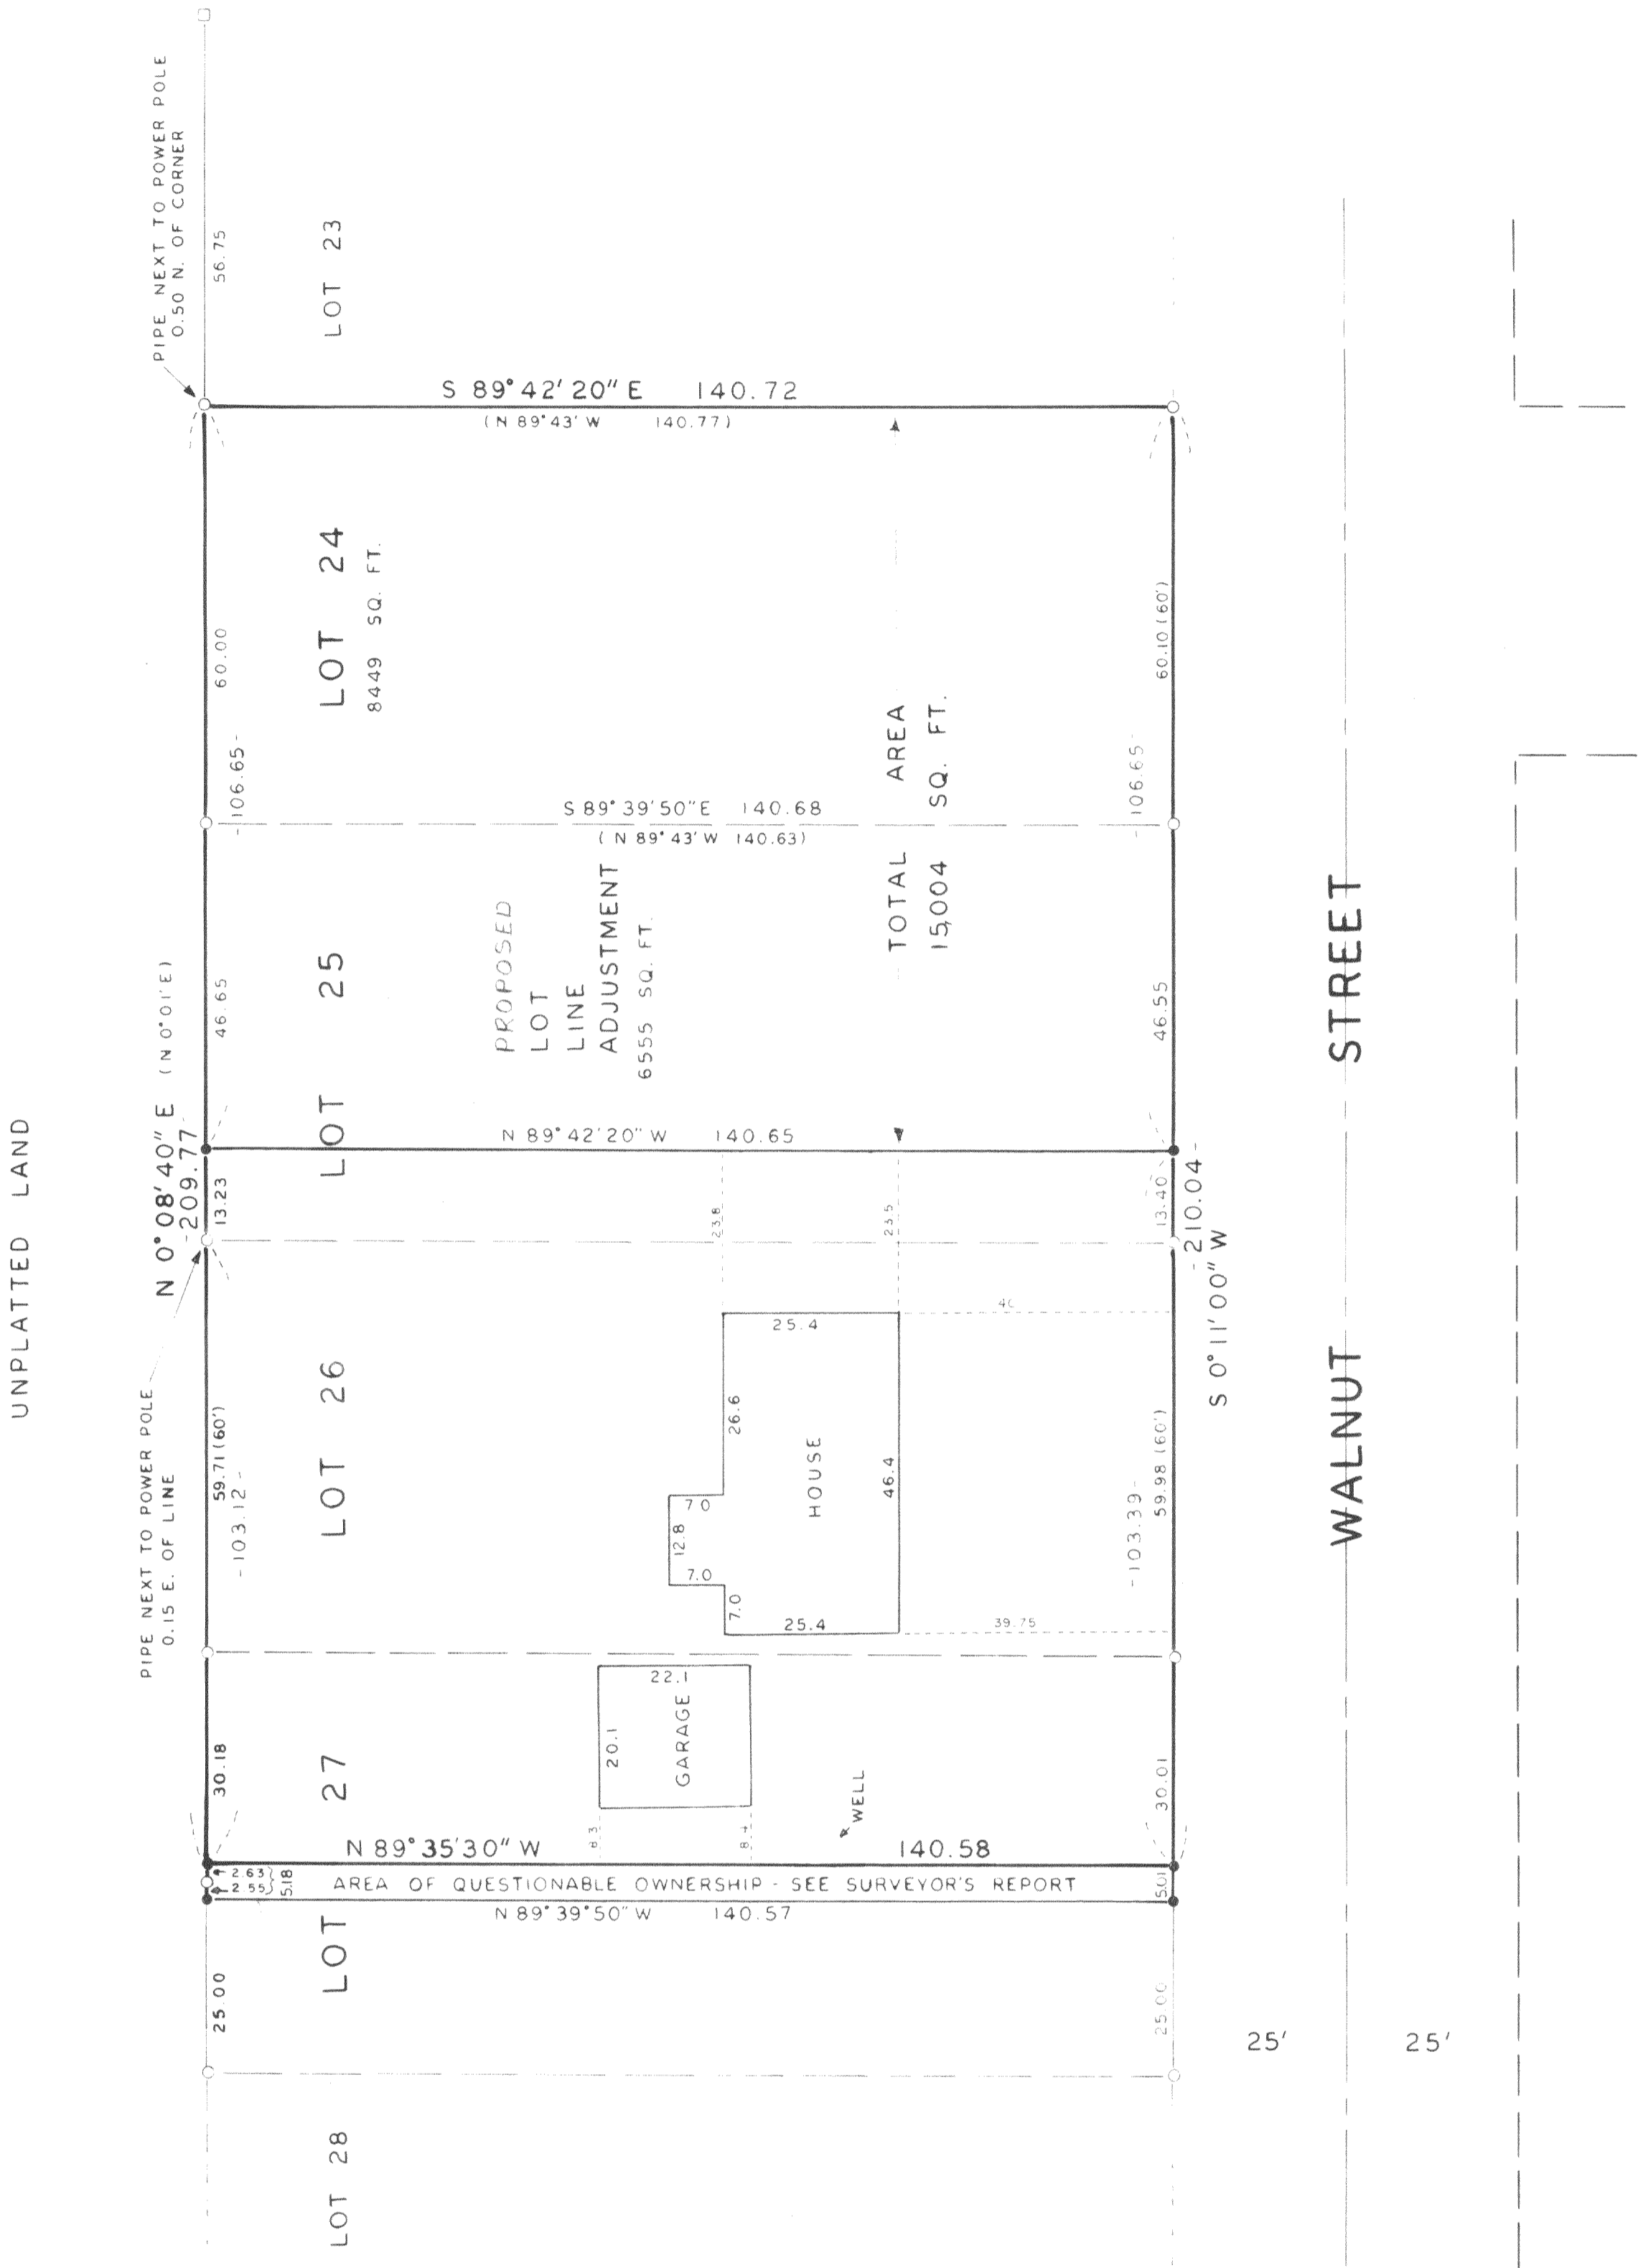 UNPLATTED LAND
PIPE NEXT TO POWER POLE
0.50 N. OF CORNER
56.75
LOT 23
S 89° 42' 20" E 140.72
(N 89° 43' W 140.77)
LOT 24
8449 SQ. FT.
60.00
-106.65-
60.10 (60')
-106.65-
TOTAL AREA
15,004 SQ. FT.
S 89° 39' 50" E 140.68
( N 89° 43' W 140.63)
N 0° 08' 40" E (N 0° 01' E)
-209.77-
46.65
LOT 25
PROPOSED
LOT
LINE
ADJUSTMENT
6555 SQ. FT.
46.55
N 89° 42' 20" W 140.65
13.23
23.8
23.5
13.40
-210.04-
S 0° 11' 00" W
PIPE NEXT TO POWER POLE
0.15 E. OF LINE
59.71 (60')
-103.12-
LOT 26
25.4
26.6
7 0
12.8
7.0
7.0
HOUSE
46.4
25.4
39.75
-103.39-
59.98 (60')
30.18
LOT 27
22.1
20.1
GARAGE
8.3
8.4
WELL
30.01
N 89° 35' 30" W 140.58
2.63
2.55
5.18
AREA OF QUESTIONABLE OWNERSHIP - SEE SURVEYOR'S REPORT
5.01
N 89° 39' 50" W 140.57
25.00
25.00
LOT 28
WALNUT STREET
25'
25'